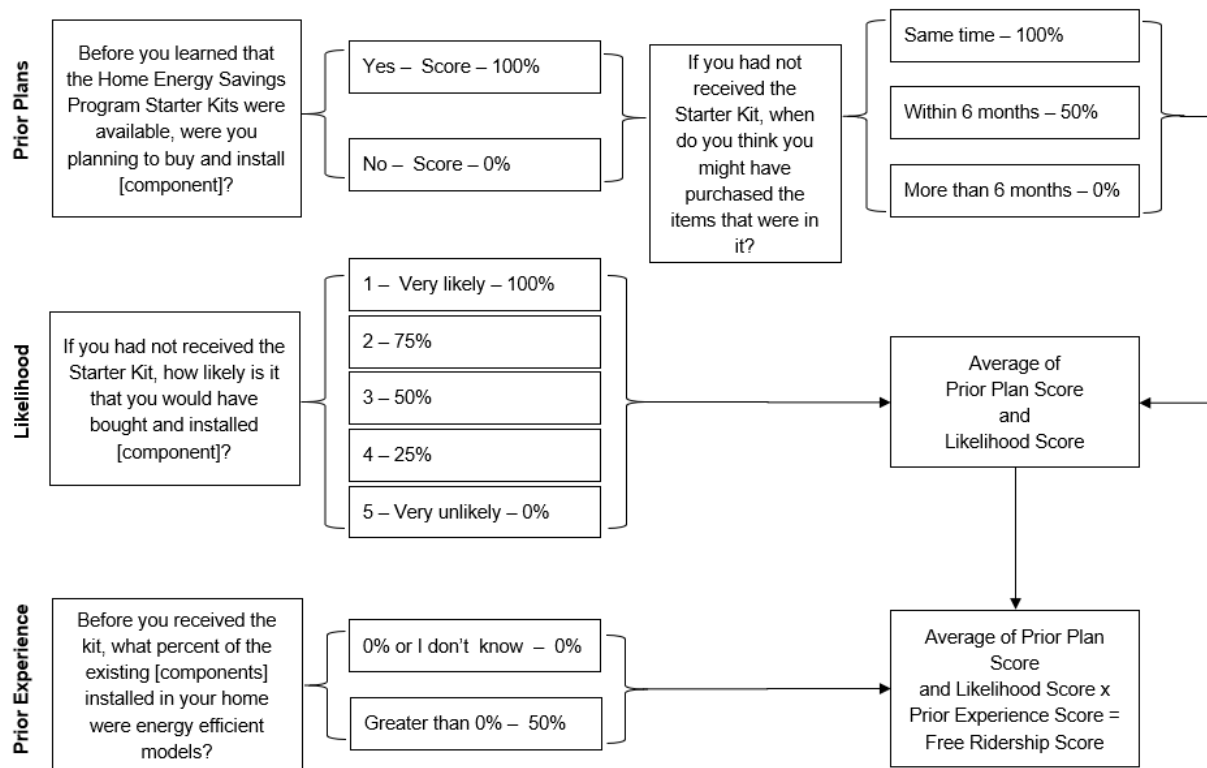 Prior Plans
Before you learned that
the Home Energy Savings
Program Starter Kits were
available, were you
planning to buy and install
[component]?
Yes – Score – 100%
No – Score – 0%
If you had not
received the
Starter Kit, when
do you think you
might have
purchased the
items that were in
it?
Same time – 100%
Within 6 months – 50%
More than 6 months – 0%
Likelihood
If you had not received the
Starter Kit, how likely is it
that you would have
bought and installed
[component]?
1 – Very likely – 100%
2 – 75%
3 – 50%
4 – 25%
5 – Very unlikely – 0%
Average of
Prior Plan Score
and
Likelihood Score
Prior Experience
Before you received the
kit, what percent of the
existing [components]
installed in your home
were energy efficient
models?
0% or I don't know – 0%
Greater than 0% – 50%
Average of Prior Plan
Score
and Likelihood Score x
Prior Experience Score =
Free Ridership Score